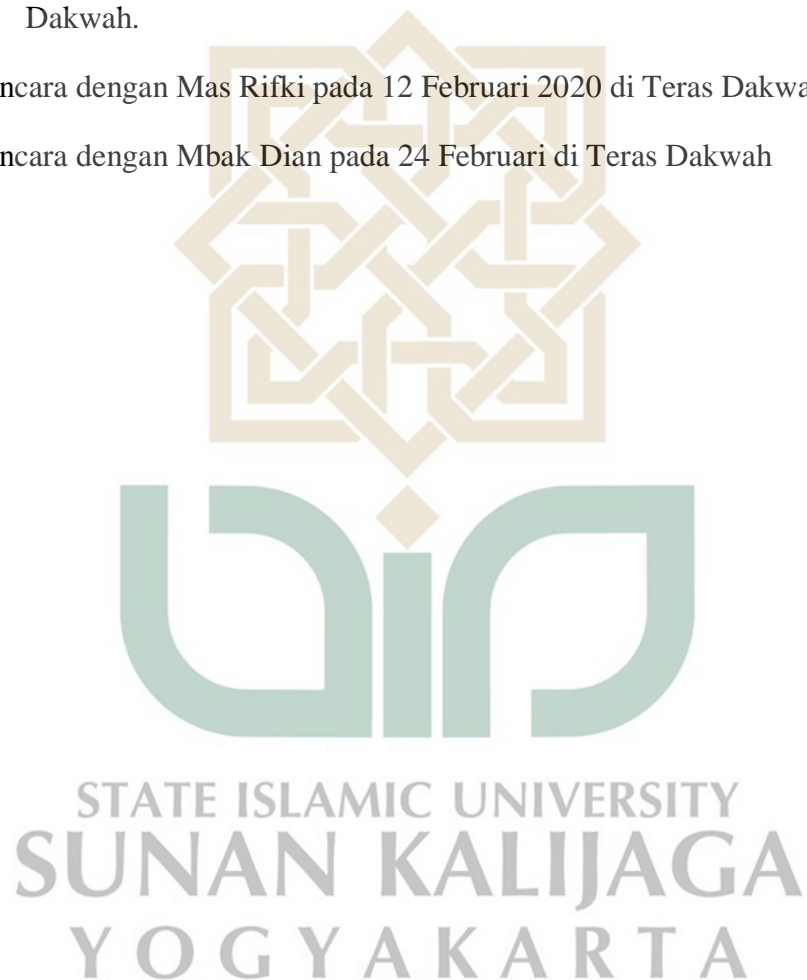 Dakwah.
ncara dengan Mas Rifki pada 12 Februari 2020 di Teras Dakwa
ncara dengan Mbak Dian pada 24 Februari di Teras Dakwah
STATE ISLAMIC UNIVERSITY
SUNAN KALIJAGA
YOGYAKARTA